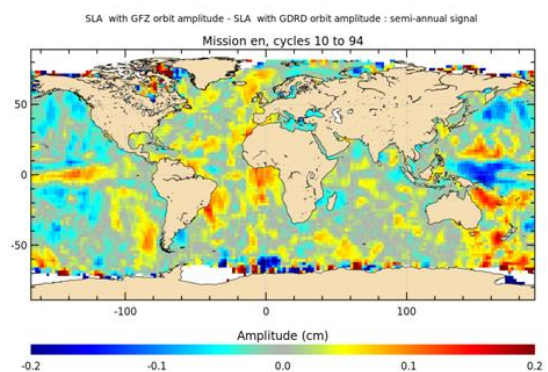 SLA with GFZ orbit amplitude - SLA with GDRD orbit amplitude : semi-annual signal
Mission en, cycles 10 to 94
50
0
-50
-100 0 100
Amplitude (cm)
-0.2 -0.1 0.0 0.1 0.2